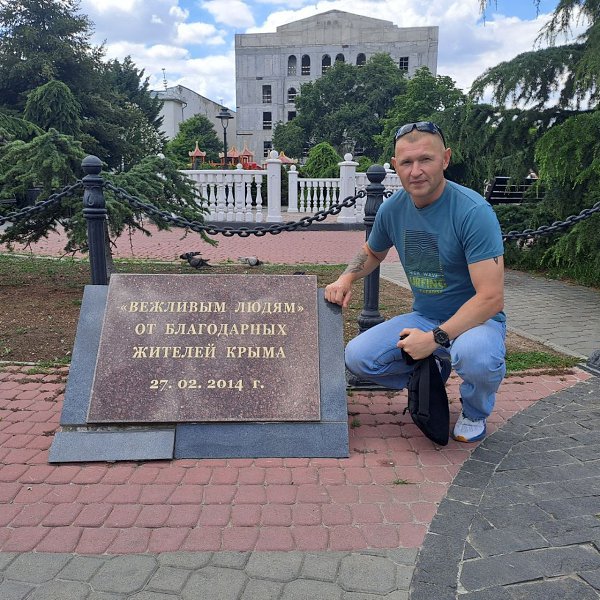 «ВЕЖЛИВЫМ ЛЮДЯМ»
ОТ БЛАГОДАРНЫХ
ЖИТЕЛЕЙ КРЫМА
27. 02. 2014 г.